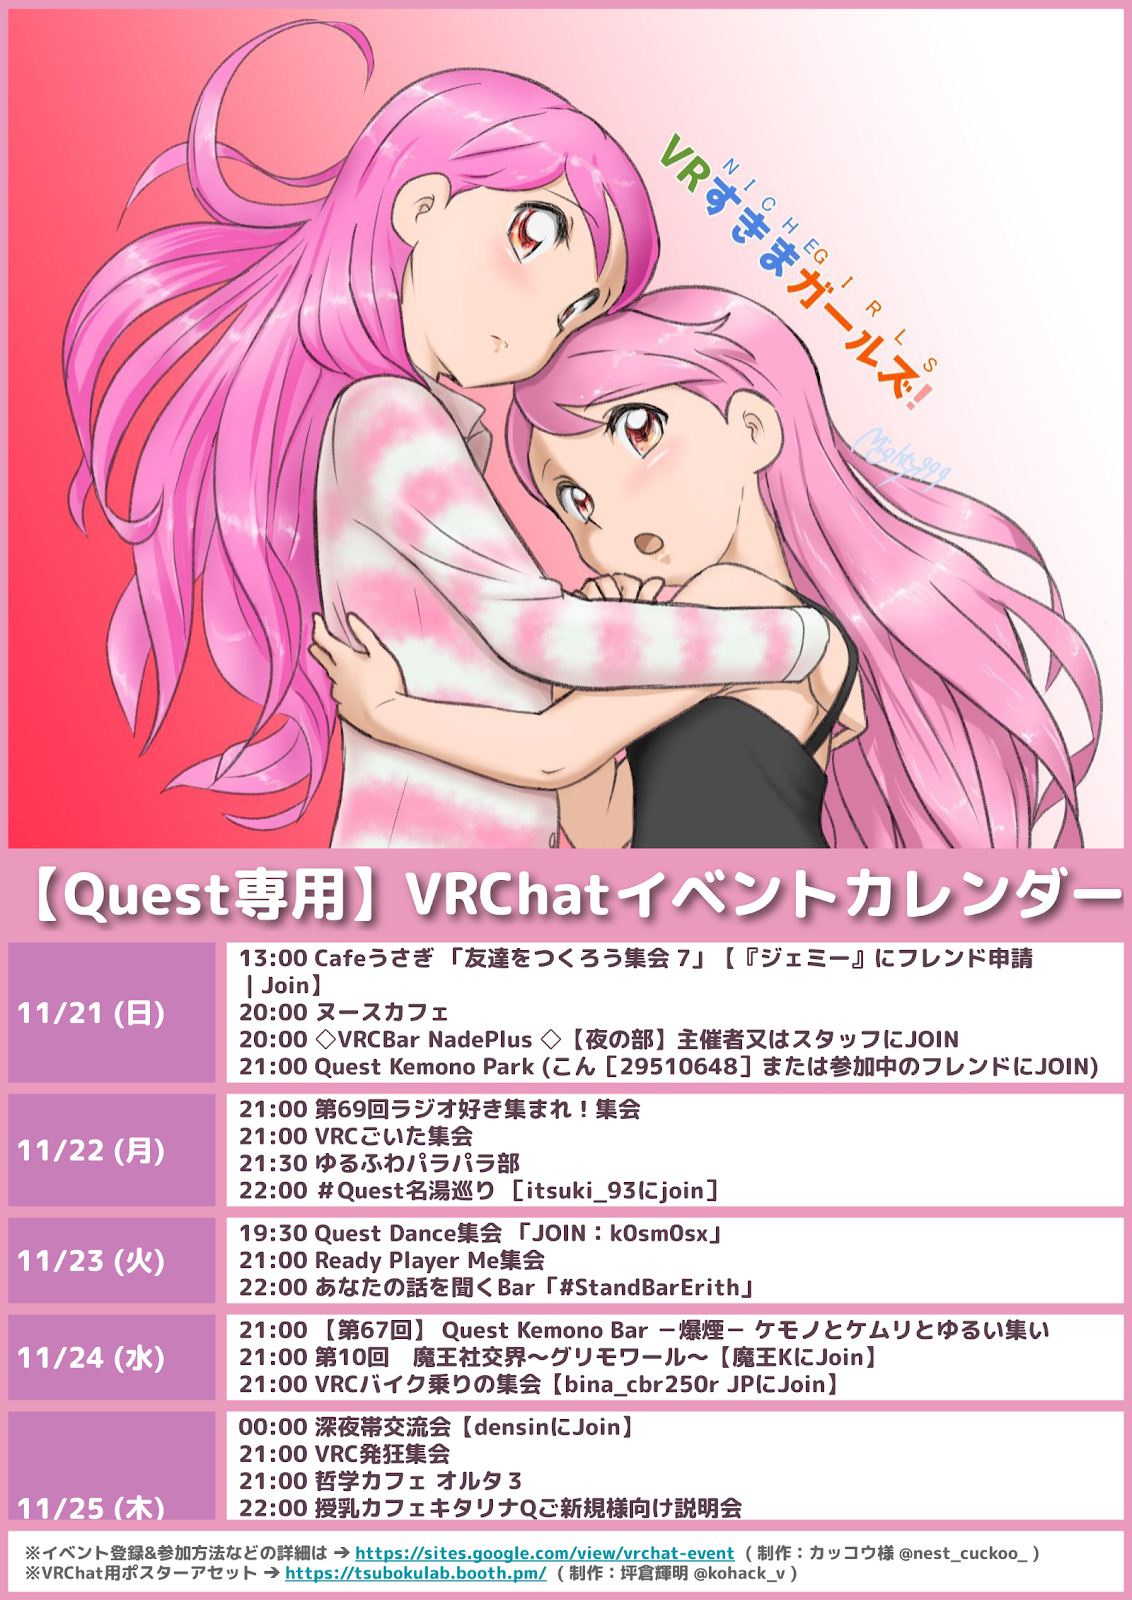 NICHE GIRLS
VRすきまガールズ!
Mighty999
【Quest専用】VRChatイベントカレンダー
11/21 (日)
13:00 Cafeうさぎ 「友達をつくろう集会 7」【『ジェミー』にフレンド申請
| Join】
20:00 ヌースカフェ
20:00 ◇VRCBar NadePlus ◇【夜の部】主催者又はスタッフにJOIN
21:00 Quest Kemono Park (こん［29510648］または参加中のフレンドにJOIN)
11/22 (月)
21:00 第69回ラジオ好き集まれ！集会
21:00 VRCごいた集会
21:30 ゆるふわパラパラ部
22:00 ＃Quest名湯巡り ［itsuki_93にjoin］
11/23 (火)
19:30 Quest Dance集会 「JOIN：k0sm0sx」
21:00 Ready Player Me集会
22:00 あなたの話を聞くBar「#StandBarErith」
11/24 (水)
21:00 【第67回】 Quest Kemono Bar －爆煙－ ケモノとケムリとゆるい集い
21:00 第10回　魔王社交界～グリモワール～【魔王KにJoin】
21:00 VRCバイク乗りの集会【bina_cbr250r JPにJoin】
11/25 (木)
00:00 深夜帯交流会【densinにJoin】
21:00 VRC発狂集会
21:00 哲学カフェ オルタ３
22:00 授乳カフェキタリナQご新規様向け説明会
※イベント登録&参加方法などの詳細は ➔ https://sites.google.com/view/vrchat-event ( 制作：カッコウ様 @nest_cuckoo_ )
※VRChat用ポスターアセット ➔ https://tsubokulab.booth.pm/ ( 制作：坪倉輝明 @kohack_v )